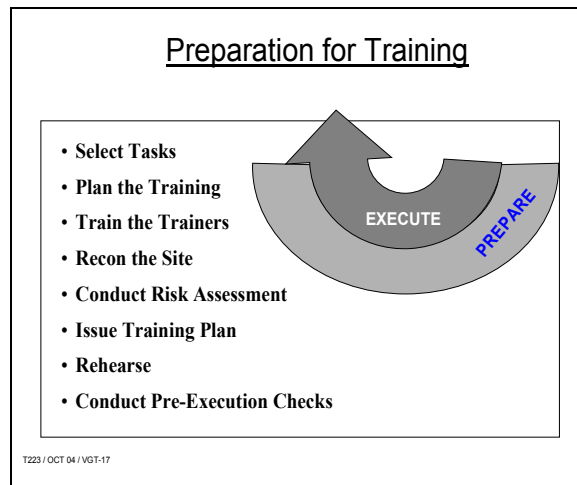 Preparation for Training
• Select Tasks
• Plan the Training
• Train the Trainers
• Recon the Site
• Conduct Risk Assessment
• Issue Training Plan
• Rehearse
• Conduct Pre-Execution Checks
EXECUTE
PREPARE
T223 / OCT 04 / VGT-17